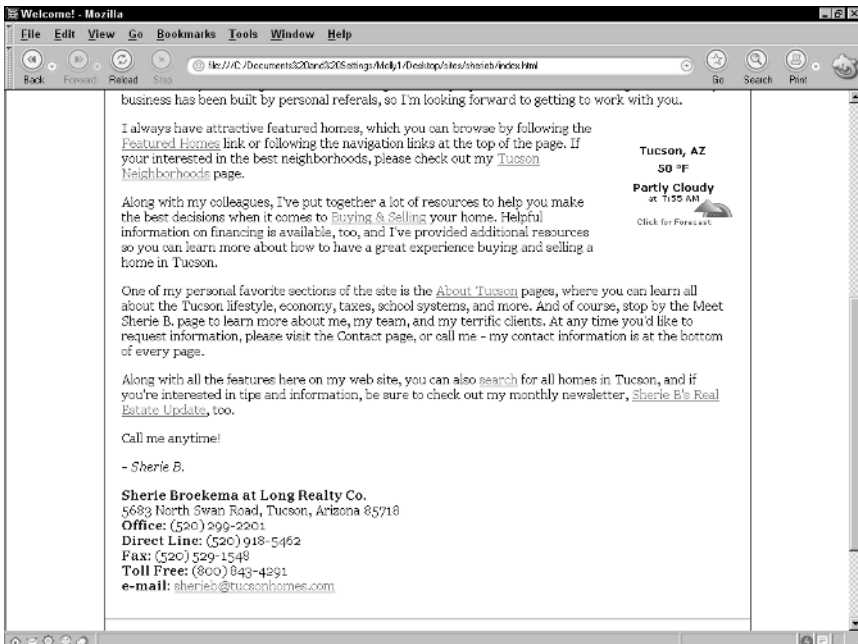 Welcome! - Mozilla
File Edit View Go Bookmarks Tools Window Help
Back Forward Reload Stop
file:///C:/Documents%20and%20Settings/Molly1/Desktop/sites/sherieb/index.html
Go Search Print
business has been built by personal referals, so I'm looking forward to getting to work with you.
I always have attractive featured homes, which you can browse by following the
Featured Homes link or following the navigation links at the top of the page. If
your interested in the best neighborhoods, please check out my Tucson
Neighborhoods page.
Tucson, AZ
50 °F
Partly Cloudy
at 7:55 AM
Click for Forecast
Along with my colleagues, I've put together a lot of resources to help you make
the best decisions when it comes to Buying & Selling your home. Helpful
information on financing is available, too, and I've provided additional resources
so you can learn more about how to have a great experience buying and selling a
home in Tucson.
One of my personal favorite sections of the site is the About Tucson pages, where you can learn all
about the Tucson lifestyle, economy, taxes, school systems, and more. And of course, stop by the Meet
Sherie B. page to learn more about me, my team, and my terrific clients. At any time you'd like to
request information, please visit the Contact page, or call me - my contact information is at the bottom
of every page.
Along with all the features here on my web site, you can also search for all homes in Tucson, and if
you're interested in tips and information, be sure to check out my monthly newsletter, Sherie B's Real
Estate Update, too.
Call me anytime!
- Sherie B.
Sherie Broekema at Long Realty Co.
5683 North Swan Road, Tucson, Arizona 85718
Office: (520) 299-2201
Direct Line: (520) 918-5462
Fax: (520) 529-1548
Toll Free: (800) 843-4291
e-mail: sherieb@tucsonhomes.com